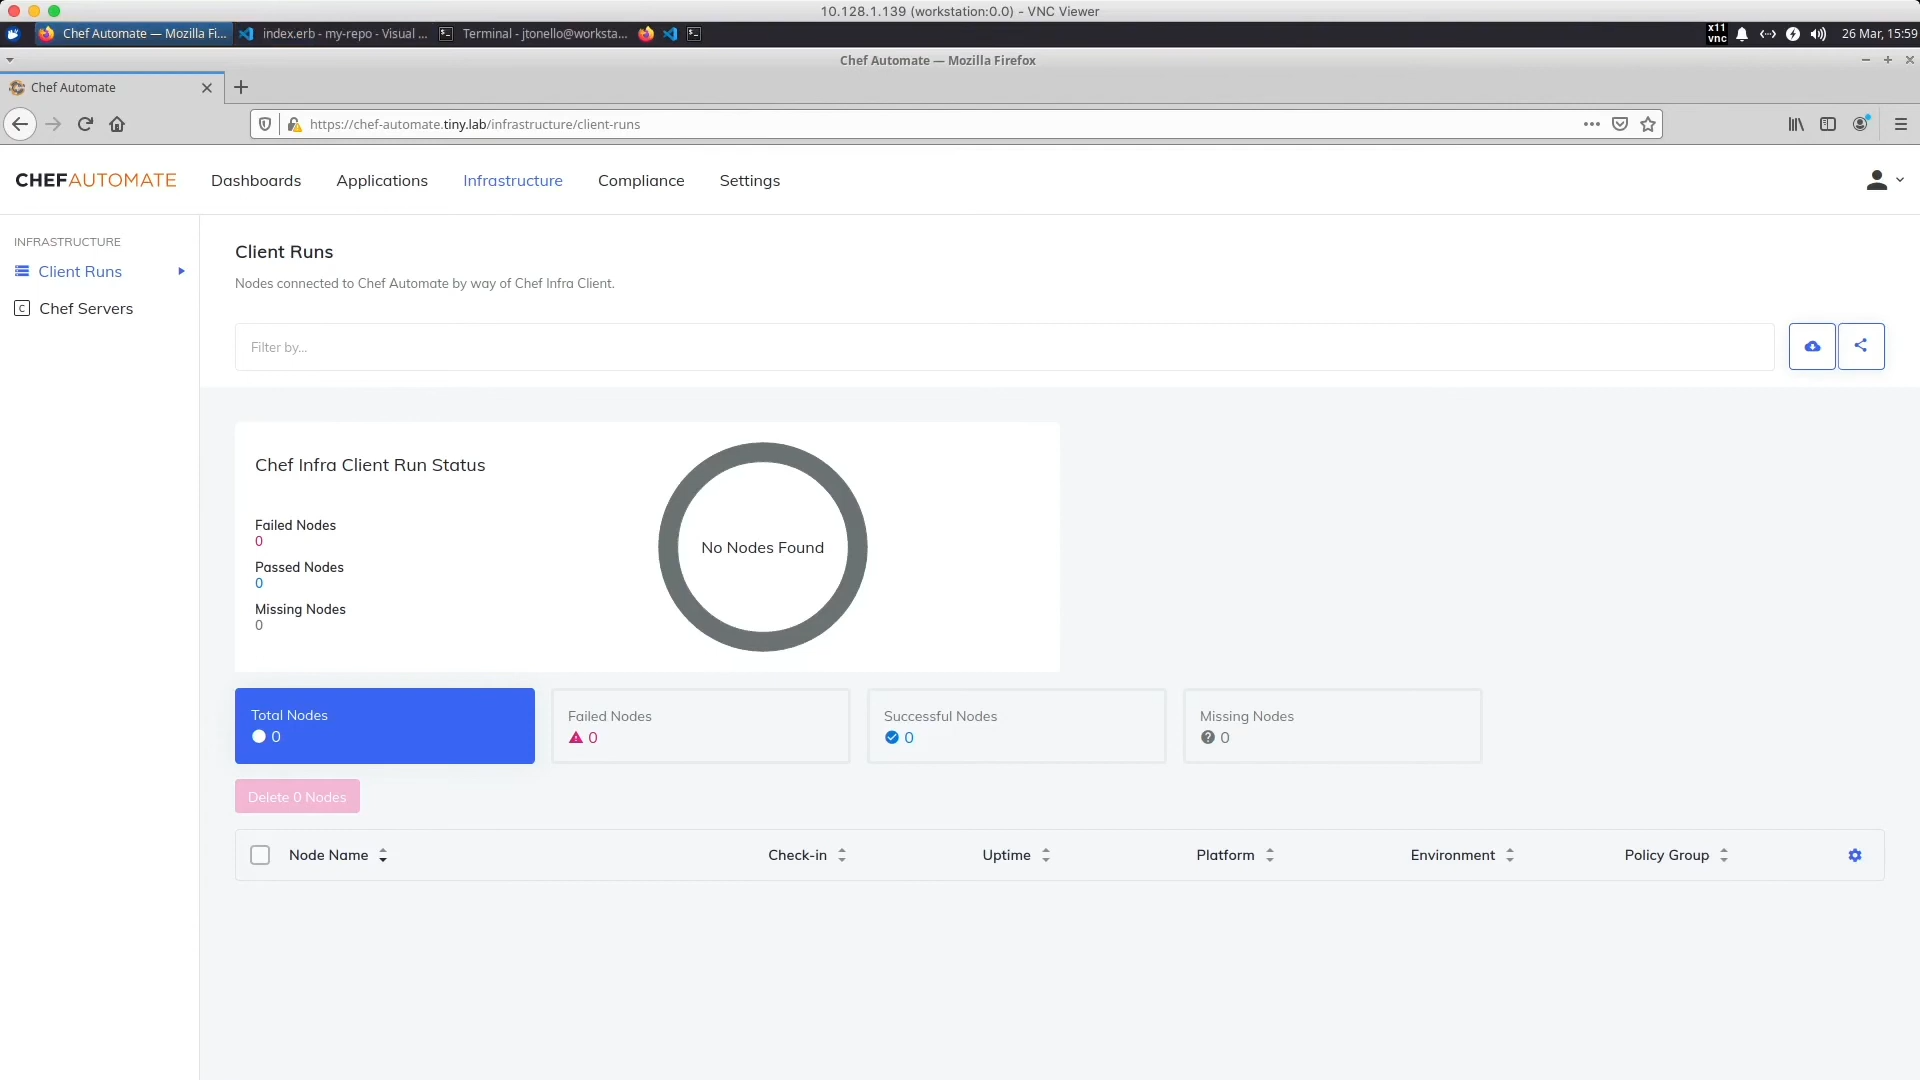 10.128.1.139 (workstation:0.0) - VNC Viewer
Chef Automate — Mozilla Fi...
index.erb - my-repo - Visual ...
Terminal - jtonello@worksta...
x11
vnc
26 Mar, 15:59
Chef Automate — Mozilla Firefox
Chef Automate
https://chef-automate.tiny.lab/infrastructure/client-runs
CHEFAUTOMATE
Dashboards
Applications
Infrastructure
Compliance
Settings
INFRASTRUCTURE
Client Runs
C
Chef Servers
Client Runs
Nodes connected to Chef Automate by way of Chef Infra Client.
Filter by...
Chef Infra Client Run Status
Failed Nodes
0
Passed Nodes
0
Missing Nodes
0
No Nodes Found
Total Nodes
0
Failed Nodes
0
Successful Nodes
0
Missing Nodes
? 0
Delete 0 Nodes
Node Name
Check-in
Uptime
Platform
Environment
Policy Group